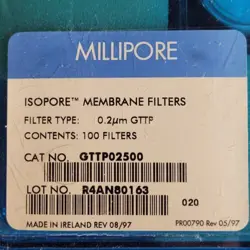 MILLIPORE
ISOPORE™ MEMBRANE FILTERS
FILTER TYPE: 0.2µm GTTP
CONTENTS: 100 FILTERS
CAT NO. GTTP02500
LOT NO. R4AN80163
020
MADE IN IRELAND REV 08/97 PR00790 Rev 05/97